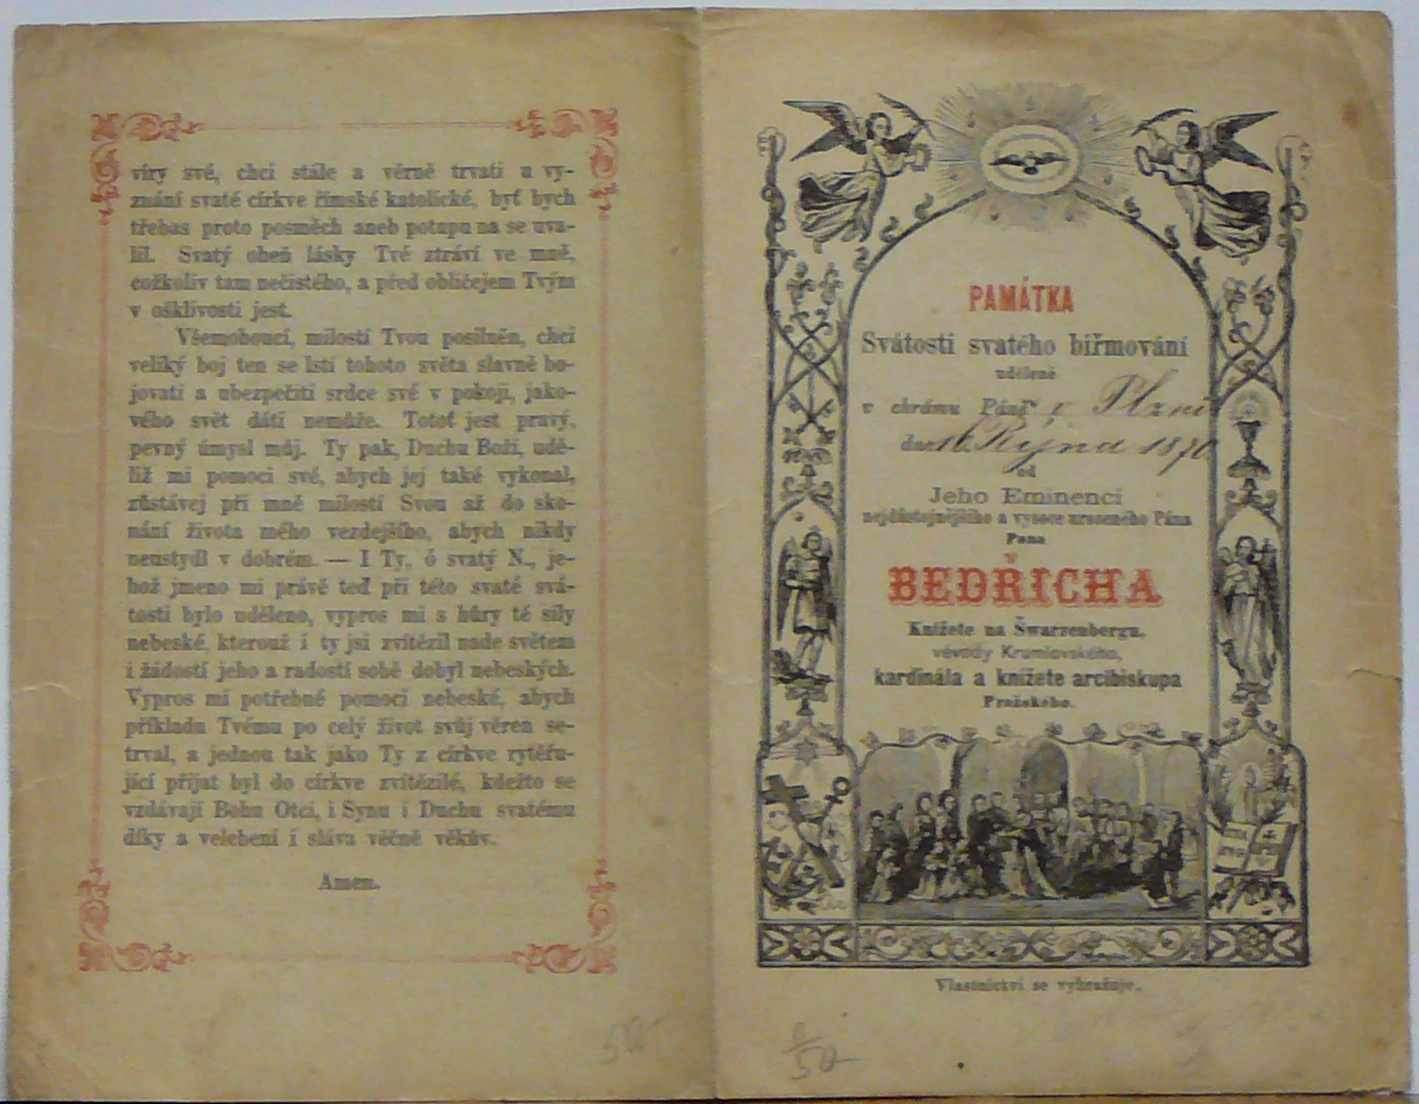 víry své, chci stále a věrně trvati u vy-
znání svaté církve římské katolické, byť bych
třebas proto posměch aneb potupu na se uva-
lil. Svatý oheň lásky Tvé ztráví ve mně,
cožkoliv tam nečistého, a před obličejem Tvým
v ošklivosti jest.
Všemohoucí, milostí Tvou posilněn, chci
veliký boj ten se lstí tohoto světa slavně bo-
jovati a ubezpečiti srdce své v pokoji, jako-
vého svět dáti nemůže. Totoť jest pravý,
pevný úmysl můj. Ty pak, Duchu Boží, udě-
liž mi pomoci své, abych jej také vykonal,
zůstávej při mně milostí Svou až do sko-
nání života mého vezdejšího, abych nikdy
neustydl v dobrém. — I Ty, ó svatý N., je-
hož jmeno mi právě teď při této svaté svá-
tosti bylo uděleno, vypros mi s hůry té síly
nebeské, kterouž i ty jsi zvítězil nade světem
i žádostí jeho a radostí sobě dobyl nebeských.
Vypros mi potřebné pomoci nebeské, abych
příkladu Tvému po celý život svůj věren se-
trval, a jednou tak jako Ty z církve rytěřu-
jící přijat byl do církve zvítězilé, kdežto se
vzdávají Bohu Otci, i Synu i Duchu svatému
díky a velebení i sláva věčně věkův.
Amen.
PAMÁTKA
Svátosti svatého biřmování
udělené
v chrámu Páně v Plzni
dne 16 Října 1870
od
Jeho Eminenci
nejdůstojnějšího a vysoce urozeného Pána
Pana
BEDŘICHA
Knížete na Šwarzenbergu,
vévody Krumlovského,
kardinála a knížete arcibiskupa
Pražského.
Vlastnictví se vyhražuje.
50